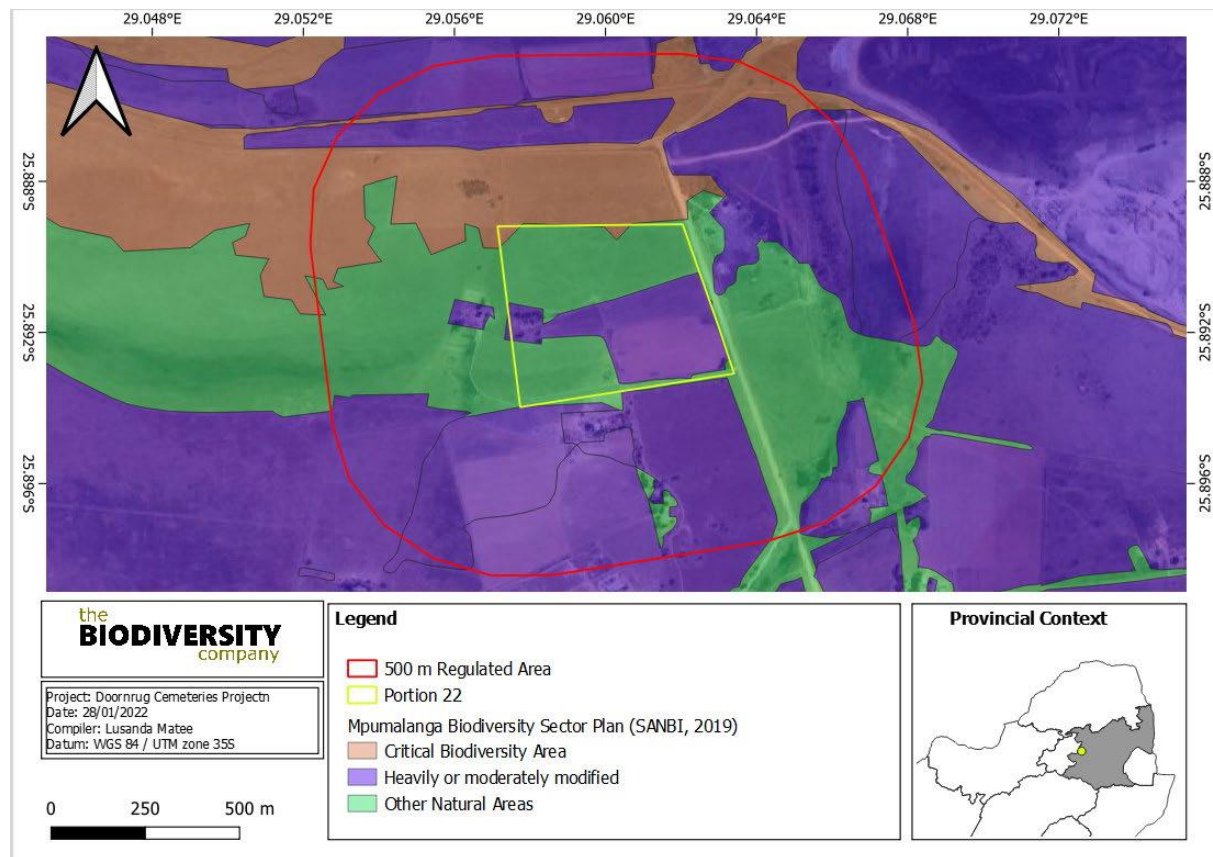 29.048°E 29.052°E 29.056°E 29.060°E 29.064°E 29.068°E 29.072°E
25.888°S 25.888°S
25.892°S 25.892°S
25.896°S 25.896°S
the
BIODIVERSITY
company
Project: Doornrug Cemeteries Projectn
Date: 28/01/2022
Compiler: Lusanda Matee
Datum: WGS 84 / UTM zone 35S
0 250 500 m
Legend
500 m Regulated Area
Portion 22
Mpumalanga Biodiversity Sector Plan (SANBI, 2019)
Critical Biodiversity Area
Heavily or moderately modified
Other Natural Areas
Provincial Context